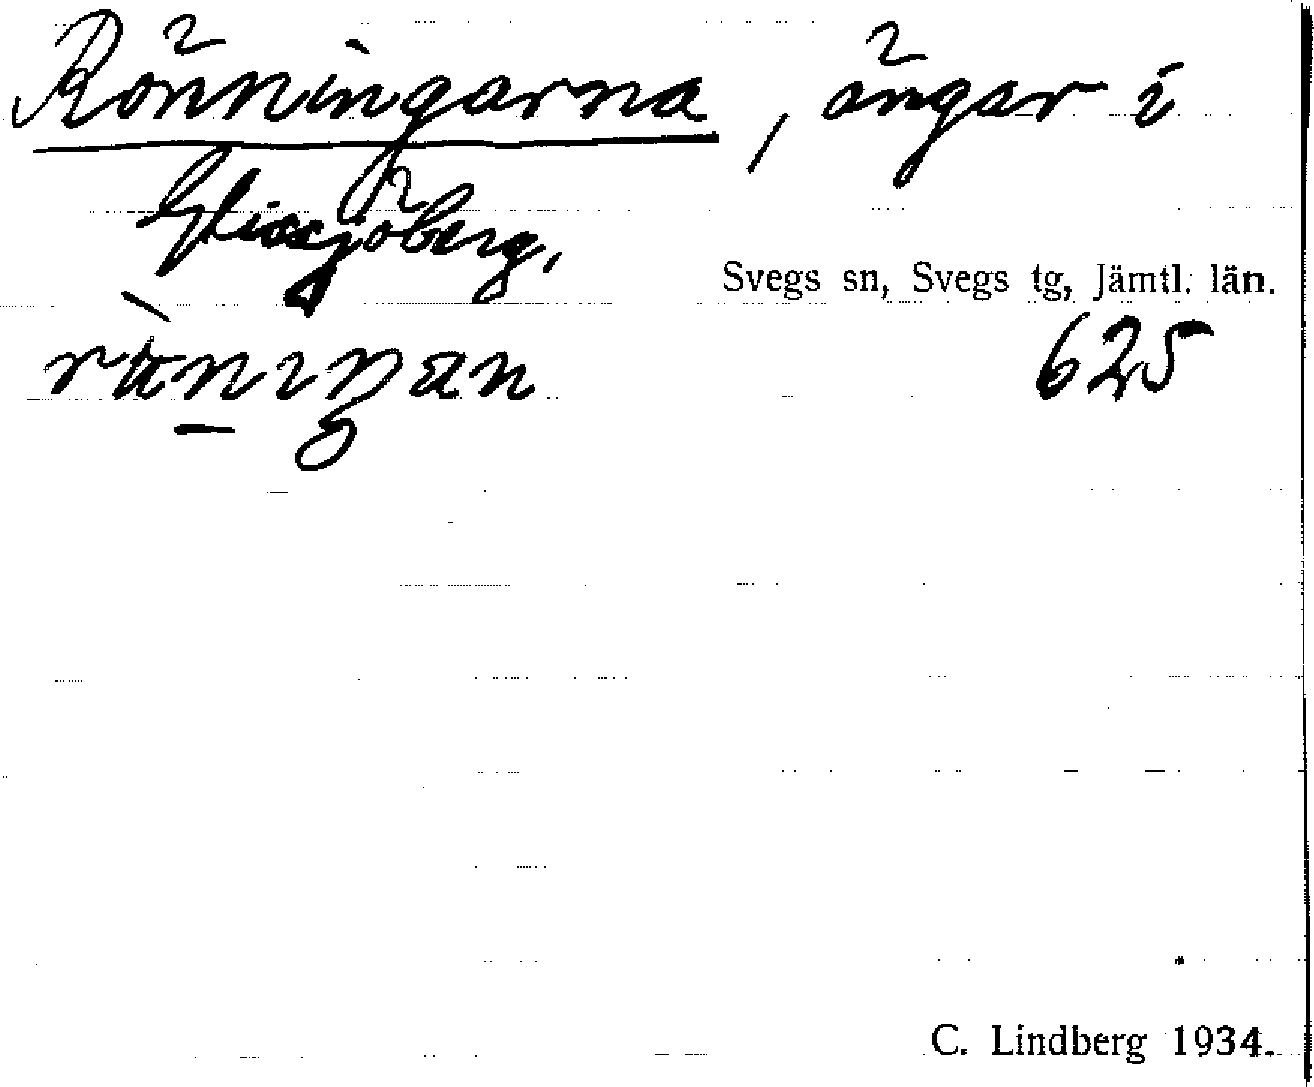 Rönningarna, ängar i
Glissjöberg,
Svegs sn, Svegs tg, Jämtl. län.
625
C. Lindberg 1934.